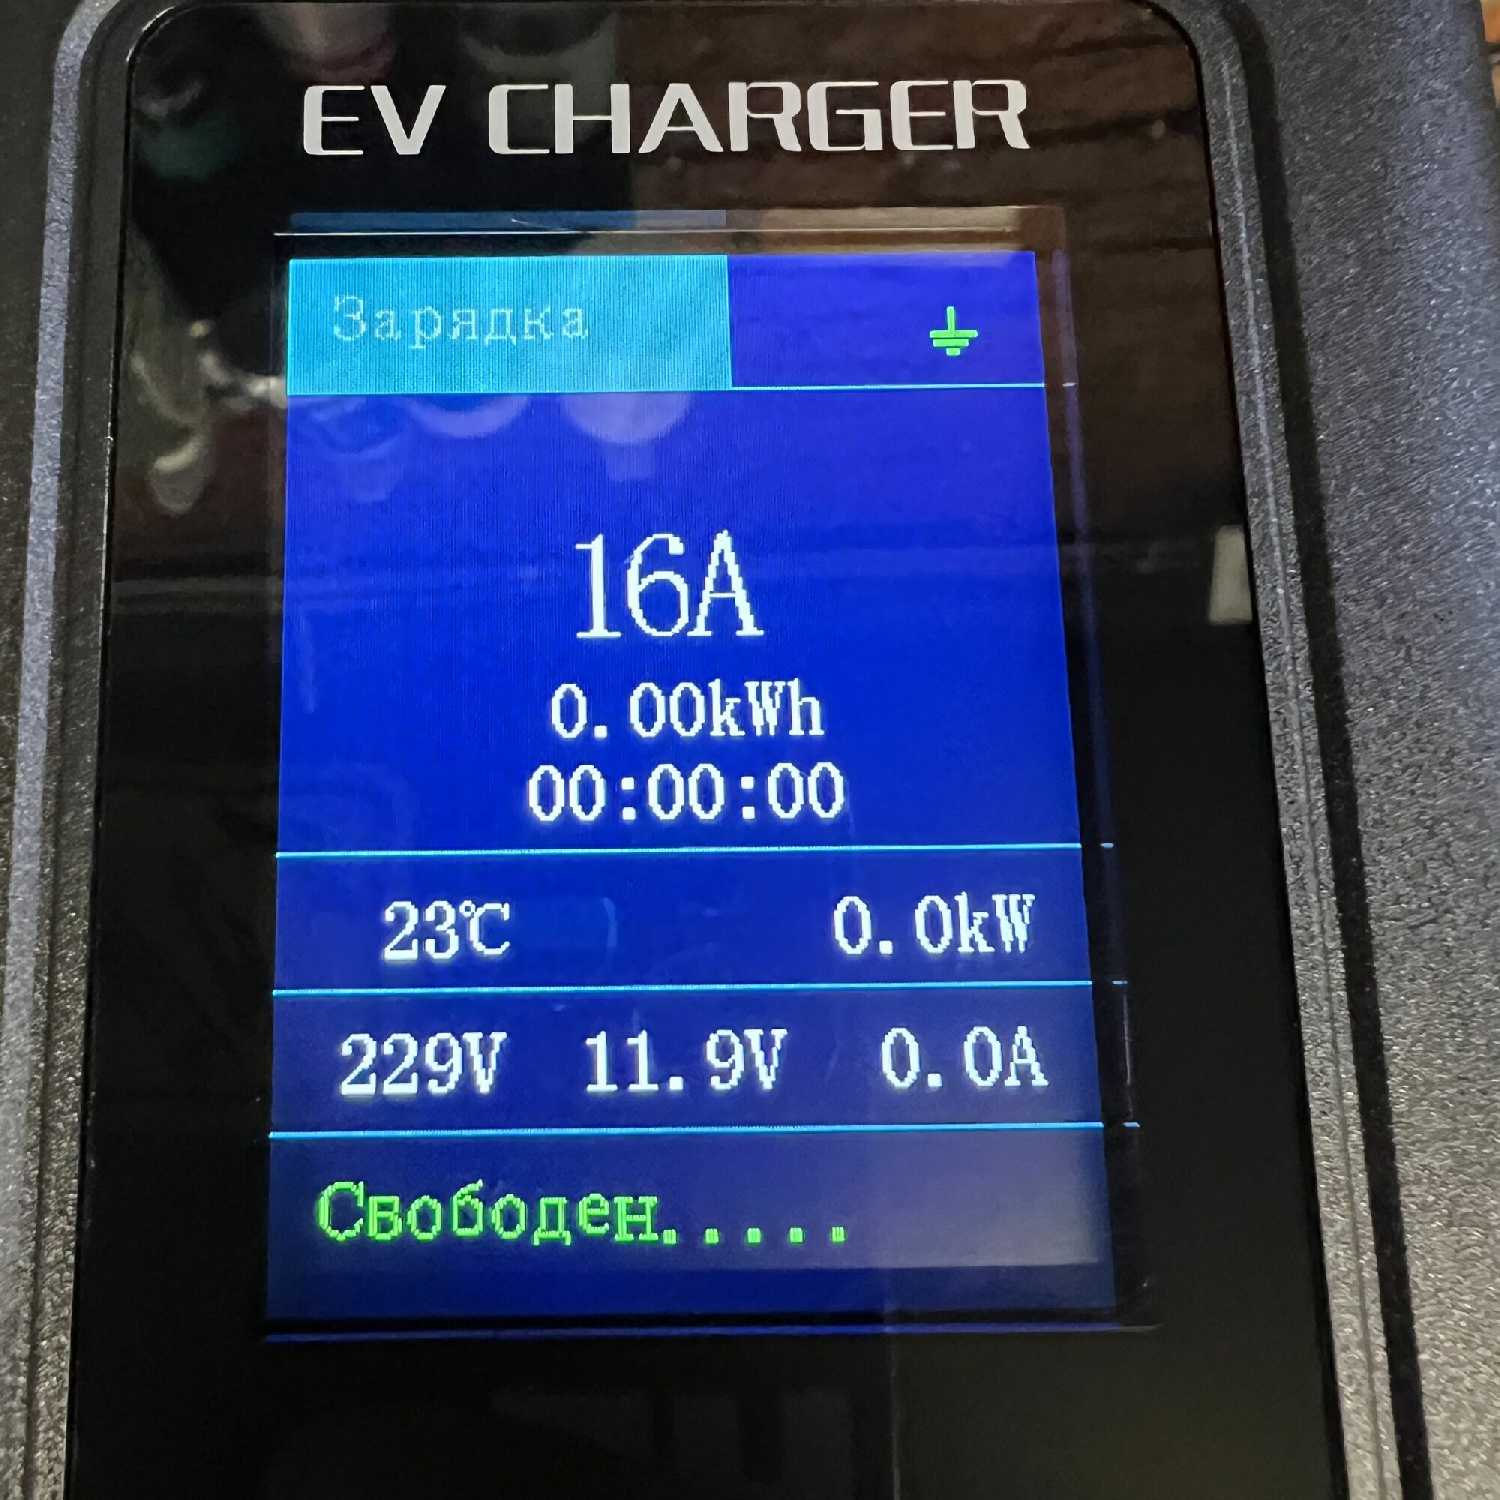 EV CHARGER
Зарядка
16A
0.00kWh
00:00:00
23℃ 0.0kW
229V 11.9V 0.0A
Свободен.....